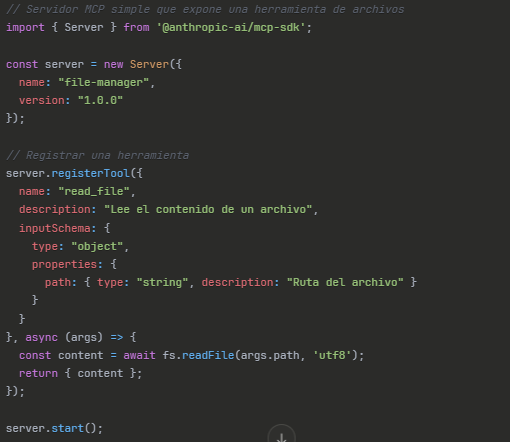 // Servidor MCP simple que expone una herramienta de archivos
import { Server } from '@anthropic-ai/mcp-sdk';

const server = new Server({
  name: "file-manager",
  version: "1.0.0"
});

// Registrar una herramienta
server.registerTool({
  name: "read_file",
  description: "Lee el contenido de un archivo",
  inputSchema: {
    type: "object",
    properties: {
      path: { type: "string", description: "Ruta del archivo" }
    }
  }
}, async (args) => {
  const content = await fs.readFile(args.path, 'utf8');
  return { content };
});

server.start();